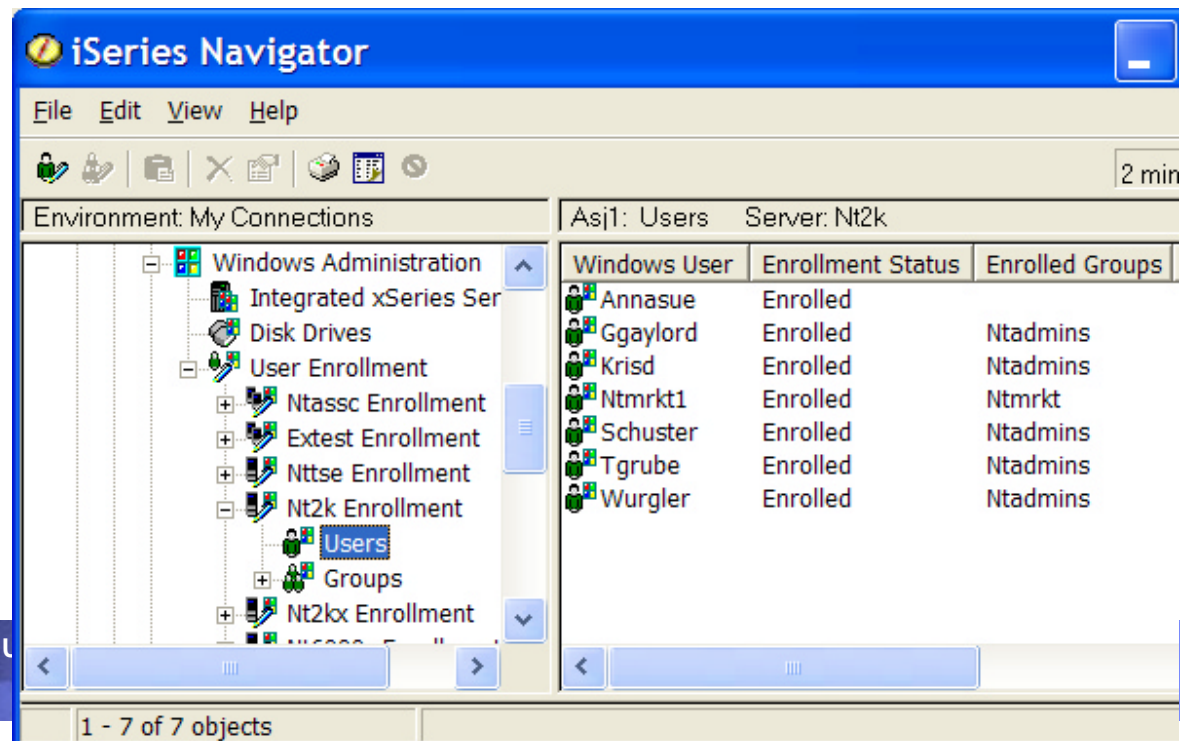 iSeries Navigator
File Edit View Help
2 min
Environment: My Connections
Asj1: Users Server: Nt2k
Windows Administration
Integrated xSeries Ser
Disk Drives
User Enrollment
Ntassc Enrollment
Extest Enrollment
Nttse Enrollment
Nt2k Enrollment
Users
Groups
Nt2kx Enrollment
Windows User Enrollment Status Enrolled Groups
Annasue Enrolled
Ggaylord Enrolled Ntadmins
Krisd Enrolled Ntadmins
Ntmrkt1 Enrolled Ntmrkt
Schuster Enrolled Ntadmins
Tgrube Enrolled Ntadmins
Wurgler Enrolled Ntadmins
1 - 7 of 7 objects